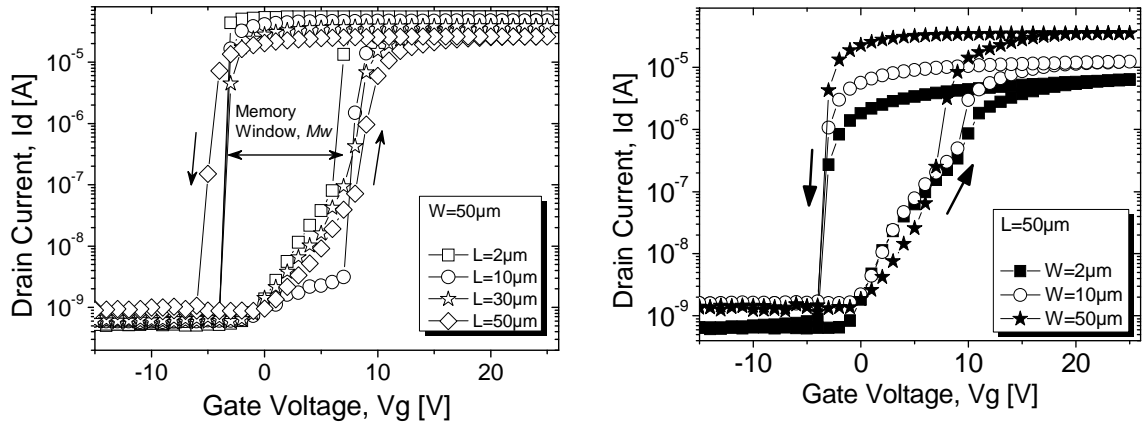 Drain Current, Id [A]
10⁻⁵
10⁻⁶
10⁻⁷
10⁻⁸
10⁻⁹
Memory
Window, Mw
W=50μm
L=2μm
L=10μm
L=30μm
L=50μm
-10 0 10 20
Gate Voltage, Vg [V]
Drain Current, Id [A]
10⁻⁵
10⁻⁶
10⁻⁷
10⁻⁸
10⁻⁹
L=50μm
W=2μm
W=10μm
W=50μm
-10 0 10 20
Gate Voltage, Vg [V]